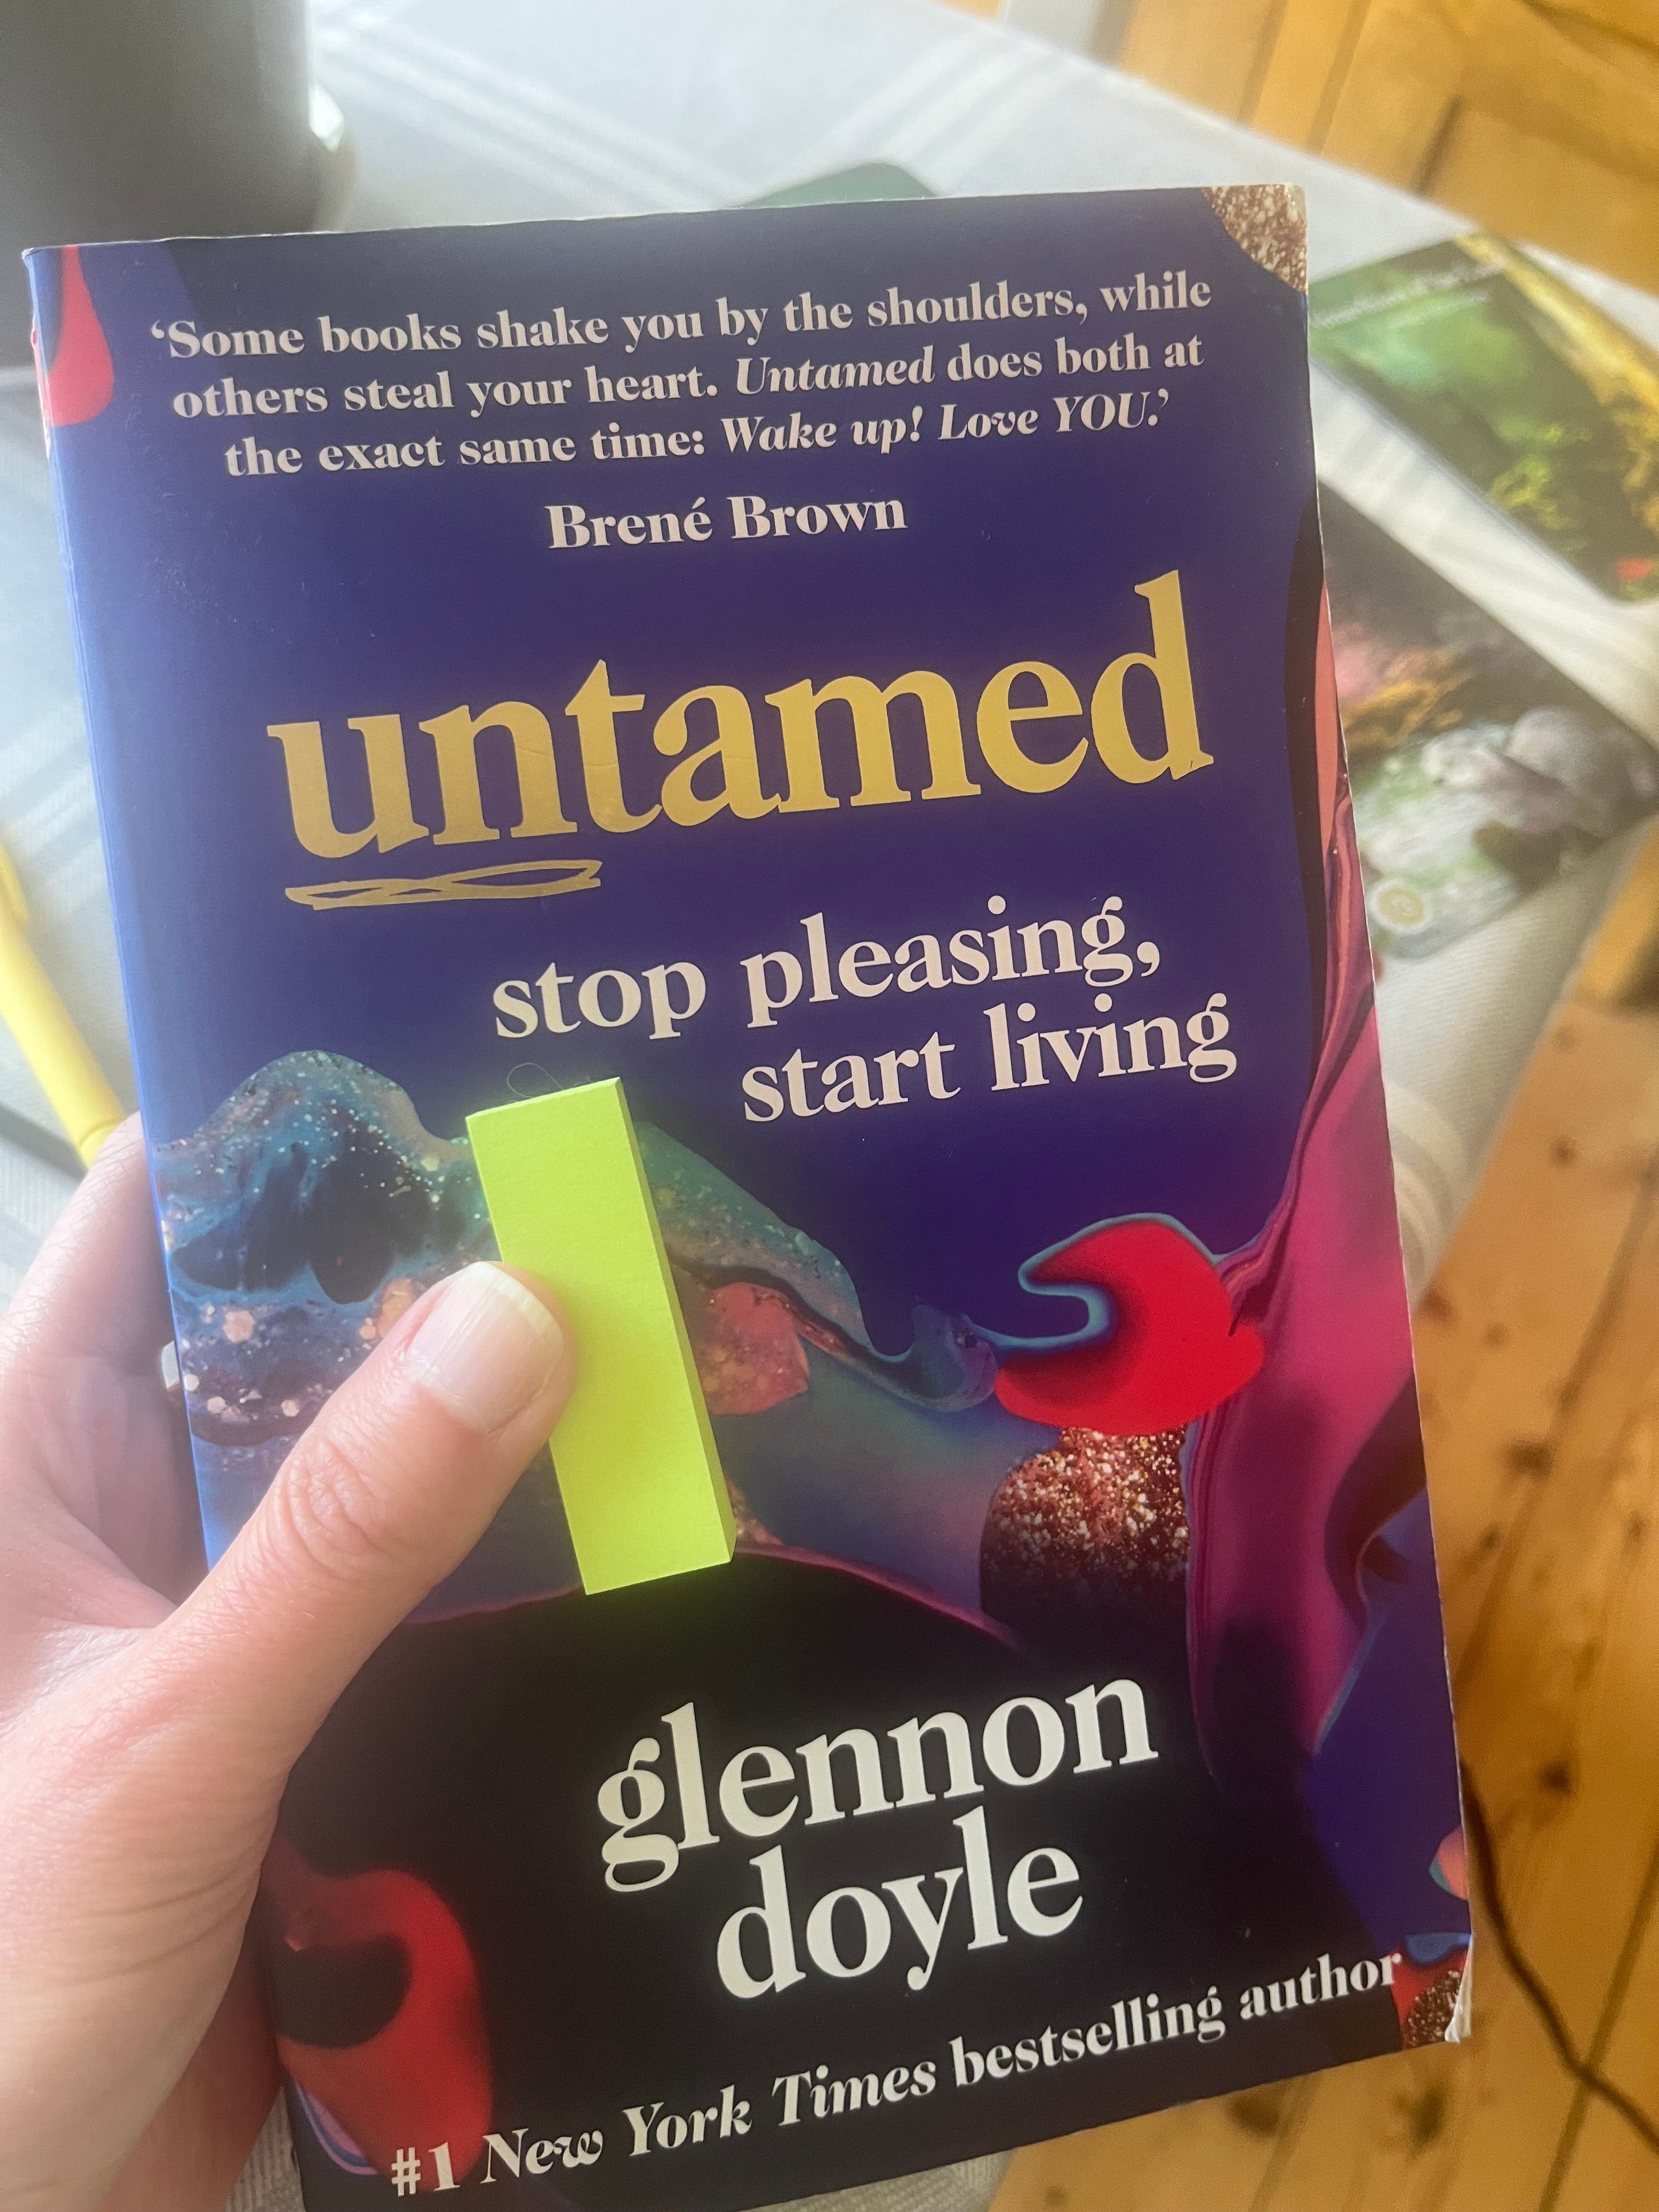 ‘Some books shake you by the shoulders, while
others steal your heart. Untamed does both at
the exact same time: Wake up! Love YOU.’
Brené Brown
untamed
stop pleasing,
start living
glennon
doyle
#1 New York Times bestselling author